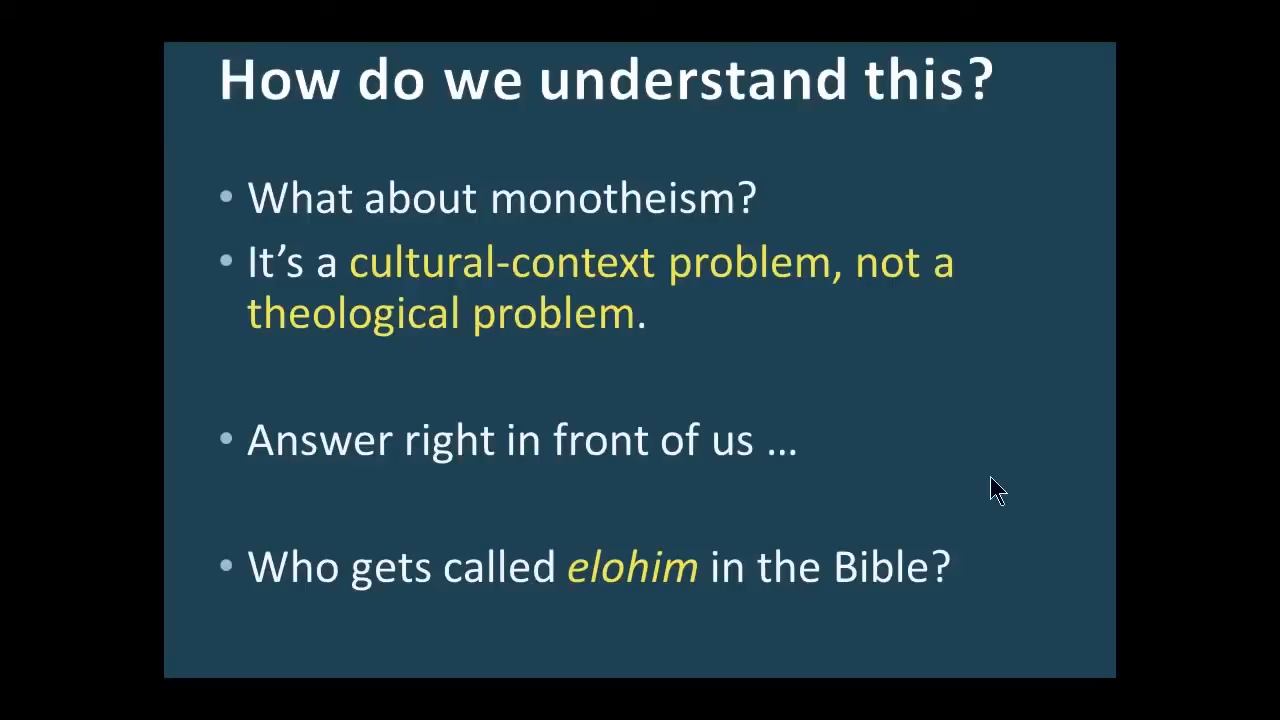 How do we understand this?
• What about monotheism?
• It’s a cultural-context problem, not a
theological problem.
• Answer right in front of us …
• Who gets called elohim in the Bible?